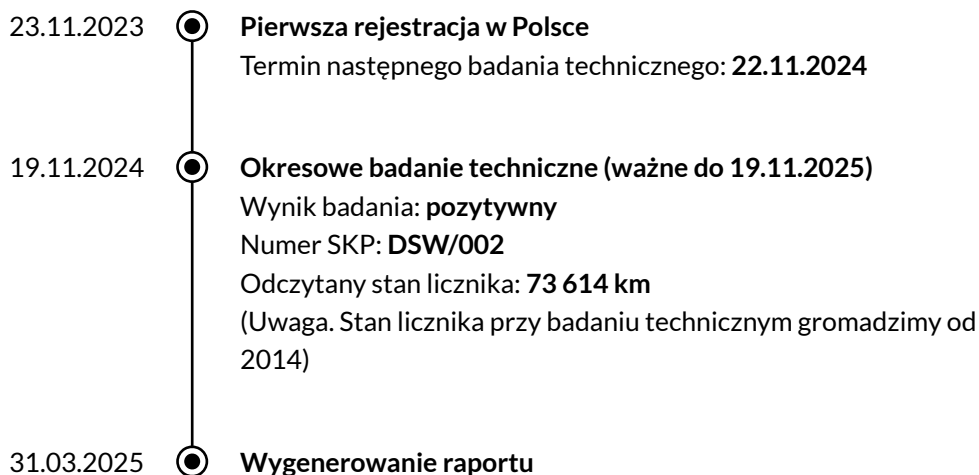 23.11.2023 Pierwsza rejestracja w Polsce
Termin następnego badania technicznego: 22.11.2024
19.11.2024 Okresowe badanie techniczne (ważne do 19.11.2025)
Wynik badania: pozytywny
Numer SKP: DSW/002
Odczytany stan licznika: 73 614 km
(Uwaga. Stan licznika przy badaniu technicznym gromadzimy od
2014)
31.03.2025 Wygenerowanie raportu